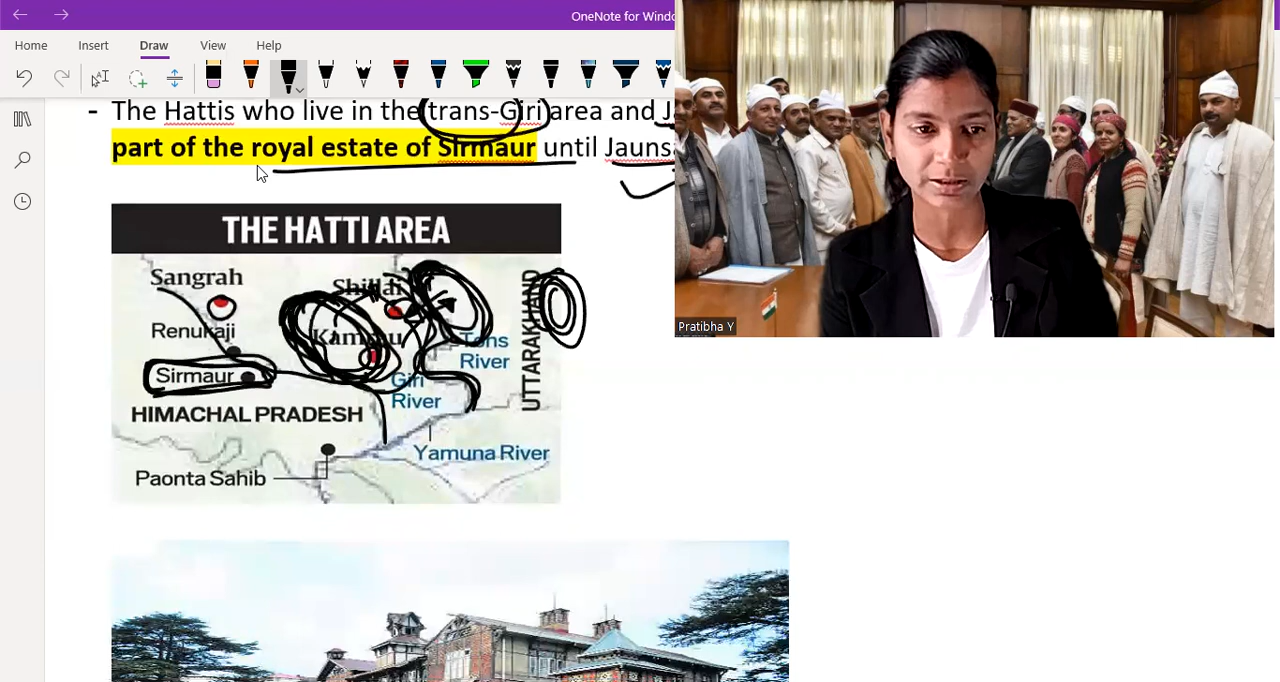 OneNote for Windo
Home Insert Draw View Help
- The Hattis who live in the trans-Giri area and J
part of the royal estate of Sirmaur until Jauns
THE HATTI AREA
Sangrah
Shillai
Renukaji
Sirmaur
Tons
River
Giri
River
UTTARAKHAND
HIMACHAL PRADESH
Yamuna River
Paonta Sahib
Pratibha Y